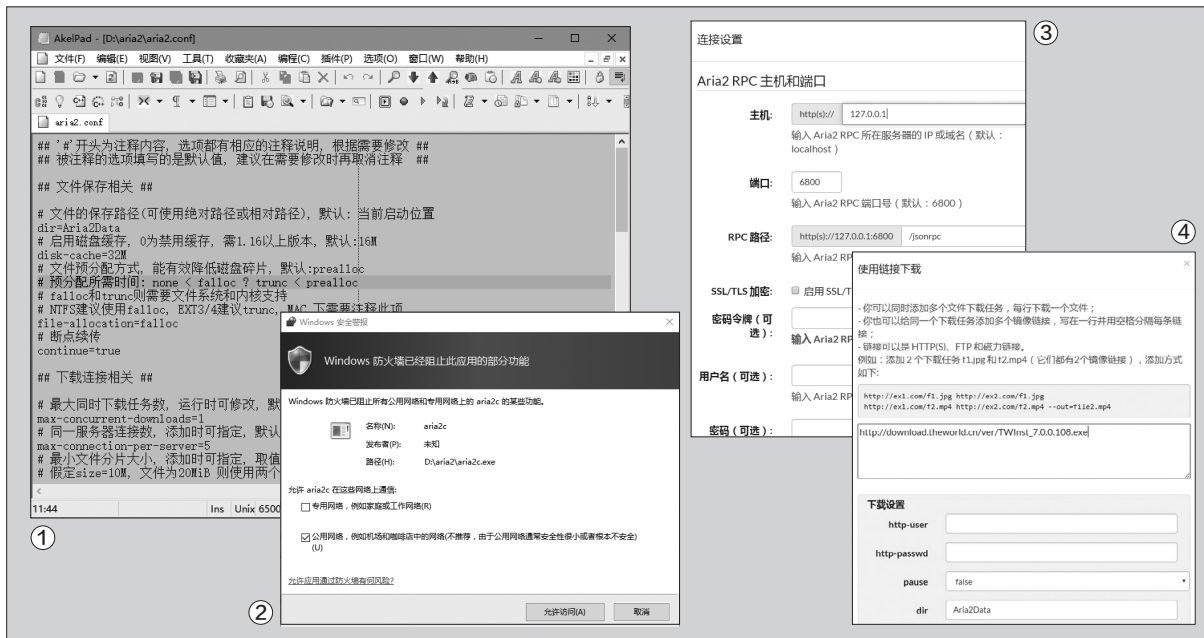 AkelPad - [D:\aria2\aria2.conf]
文件(F) 编辑(E) 视图(V) 工具(T) 收藏夹(A) 编程(C) 插件(P) 选项(O) 窗口(W) 帮助(H)
aria2.conf
## '#'开头为注释内容, 选项都有相应的注释说明, 根据需要修改 ##
## 被注释的选项填写的是默认值, 建议在需要修改时再取消注释 ##
## 文件保存相关 ##
# 文件的保存路径(可使用绝对路径或相对路径), 默认: 当前启动位置
dir=Aria2Data
# 启用磁盘缓存, 0为禁用缓存, 需1.16以上版本, 默认:16M
disk-cache=32M
# 文件预分配方式, 能有效降低磁盘碎片, 默认:prealloc
# 预分配所需时间: none < falloc ? trunc < prealloc
# falloc和trunc则需要文件系统和内核支持
# NTFS建议使用falloc, EXT3/4建议trunc, MAC 下需要注释此项
file-allocation=falloc
# 断点续传
continue=true
## 下载连接相关 ##
# 最大同时下载任务数, 运行时可修改, 默
max-concurrent-downloads=1
# 同一服务器连接数, 添加时可指定, 默认
max-connection-per-server=5
# 最小文件分片大小, 添加时可指定, 取值
# 假定size=10M, 文件为20MiB 则使用两个
11:44 Ins Unix 6500
①
Windows 安全警报
Windows 防火墙已经阻止此应用的部分功能
Windows 防火墙已阻止所有公用网络和专用网络上的 aria2c 的某些功能。
名称(N): aria2c
发布者(P): 未知
路径(H): D:\aria2\aria2c.exe
允许 aria2c 在这些网络上通信:
专用网络，例如家庭或工作网络(R)
公用网络，例如机场和咖啡店中的网络(不推荐，由于公用网络通常安全性很小或者根本不安全)
(U)
允许应用通过防火墙有何风险?
允许访问(A) 取消
②
③
连接设置
Aria2 RPC 主机和端口
主机: http(s):// 127.0.0.1
输入 Aria2 RPC 所在服务器的 IP 或域名（默认：
localhost）
端口: 6800
输入 Aria2 RPC 端口号（默认：6800）
RPC 路径: http(s)://127.0.0.1:6800 /jsonrpc
输入 Aria2 RP
SSL/TLS 加密: 启用 SSL/T
密码令牌（可
选）:
输入 Aria2 RP
用户名（可选）:
输入 Aria2 RP
密码（可选）:
④
使用链接下载 ×
- 你可以同时添加多个文件下载任务，每行下载一个文件；
- 你也可以给同一个下载任务添加多个镜像链接，写在一行并用空格分隔每条链
接；
- 链接可以是 HTTP(S)、FTP 和磁力链接。
例如：添加 2 个下载任务 f1.jpg 和 f2.mp4（它们都有2个镜像链接），添加方式
如下:
http://ex1.com/f1.jpg http://ex2.com/f1.jpg
http://ex1.com/f2.mp4 http://ex2.com/f2.mp4 --out=file2.mp4
http://download.theworld.cn/ver/TWInst_7.0.0.108.exe
下载设置
http-user
http-passwd
pause false
dir Aria2Data